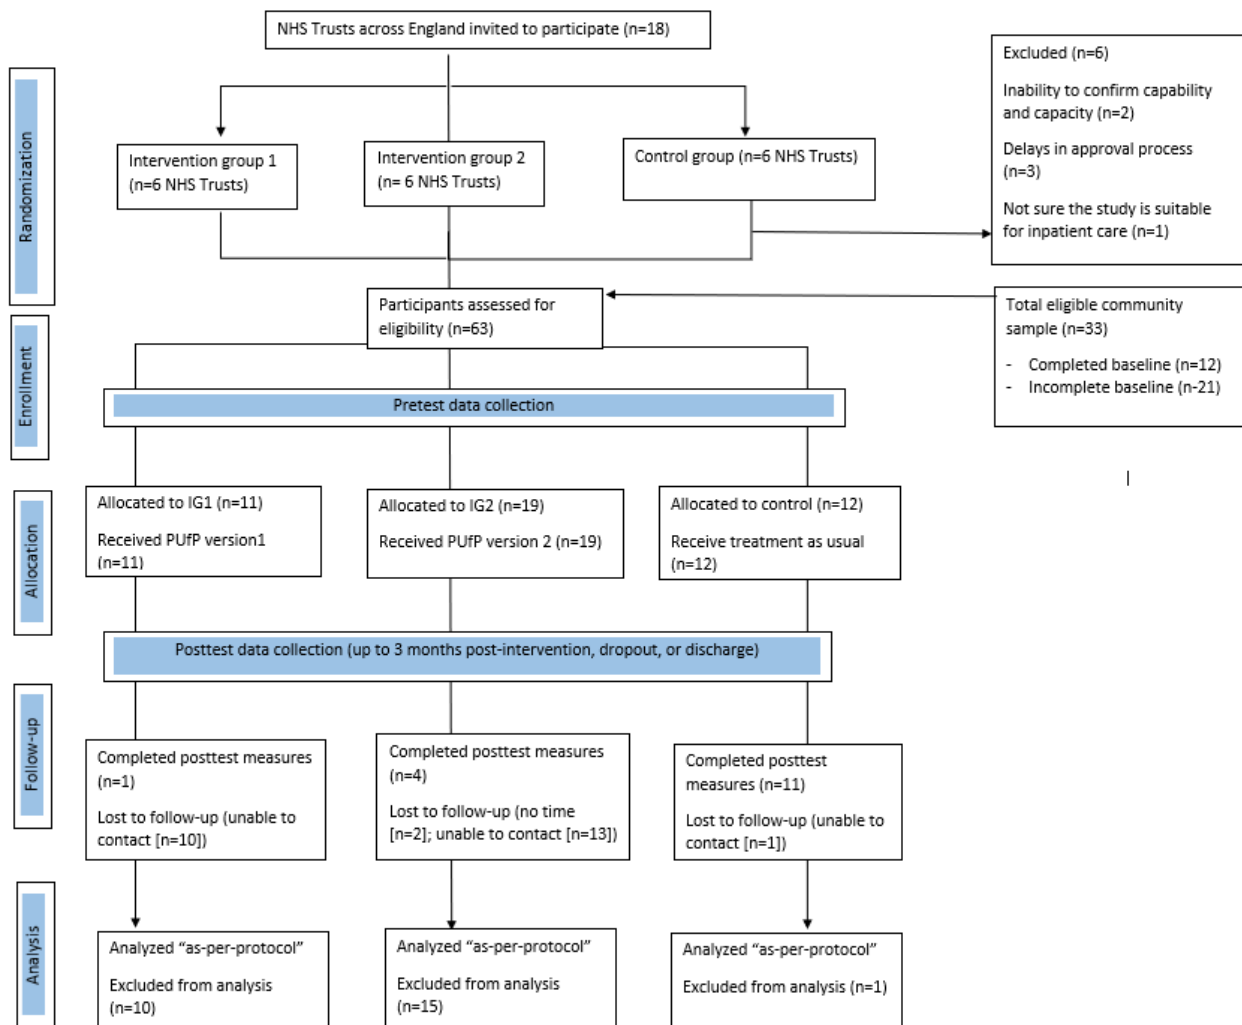 NHS Trusts across England invited to participate (n=18)
Excluded (n=6)
Inability to confirm capability
and capacity (n=2)
Delays in approval process
(n=3)
Not sure the study is suitable
for inpatient care (n=1)
Randomization
Intervention group 1
(n=6 NHS Trusts)
Intervention group 2
(n= 6 NHS Trusts)
Control group (n=6 NHS Trusts)
Participants assessed for
eligibility (n=63)
Total eligible community
sample (n=33)
- Completed baseline (n=12)
- Incomplete baseline (n-21)
Enrollment
Pretest data collection
Allocation
Allocated to IG1 (n=11)
Received PUfP version1
(n=11)
Allocated to IG2 (n=19)
Received PUfP version 2 (n=19)
Allocated to control (n=12)
Receive treatment as usual
(n=12)
Posttest data collection (up to 3 months post-intervention, dropout, or discharge)
Follow-up
Completed posttest measures
(n=1)
Lost to follow-up (unable to
contact [n=10])
Completed posttest measures
(n=4)
Lost to follow-up (no time
[n=2]; unable to contact [n=13])
Completed posttest
measures (n=11)
Lost to follow-up (unable to
contact [n=1])
Analysis
Analyzed “as-per-protocol”
Excluded from analysis
(n=10)
Analyzed “as-per-protocol”
Excluded from analysis
(n=15)
Analyzed “as-per-protocol”
Excluded from analysis (n=1)